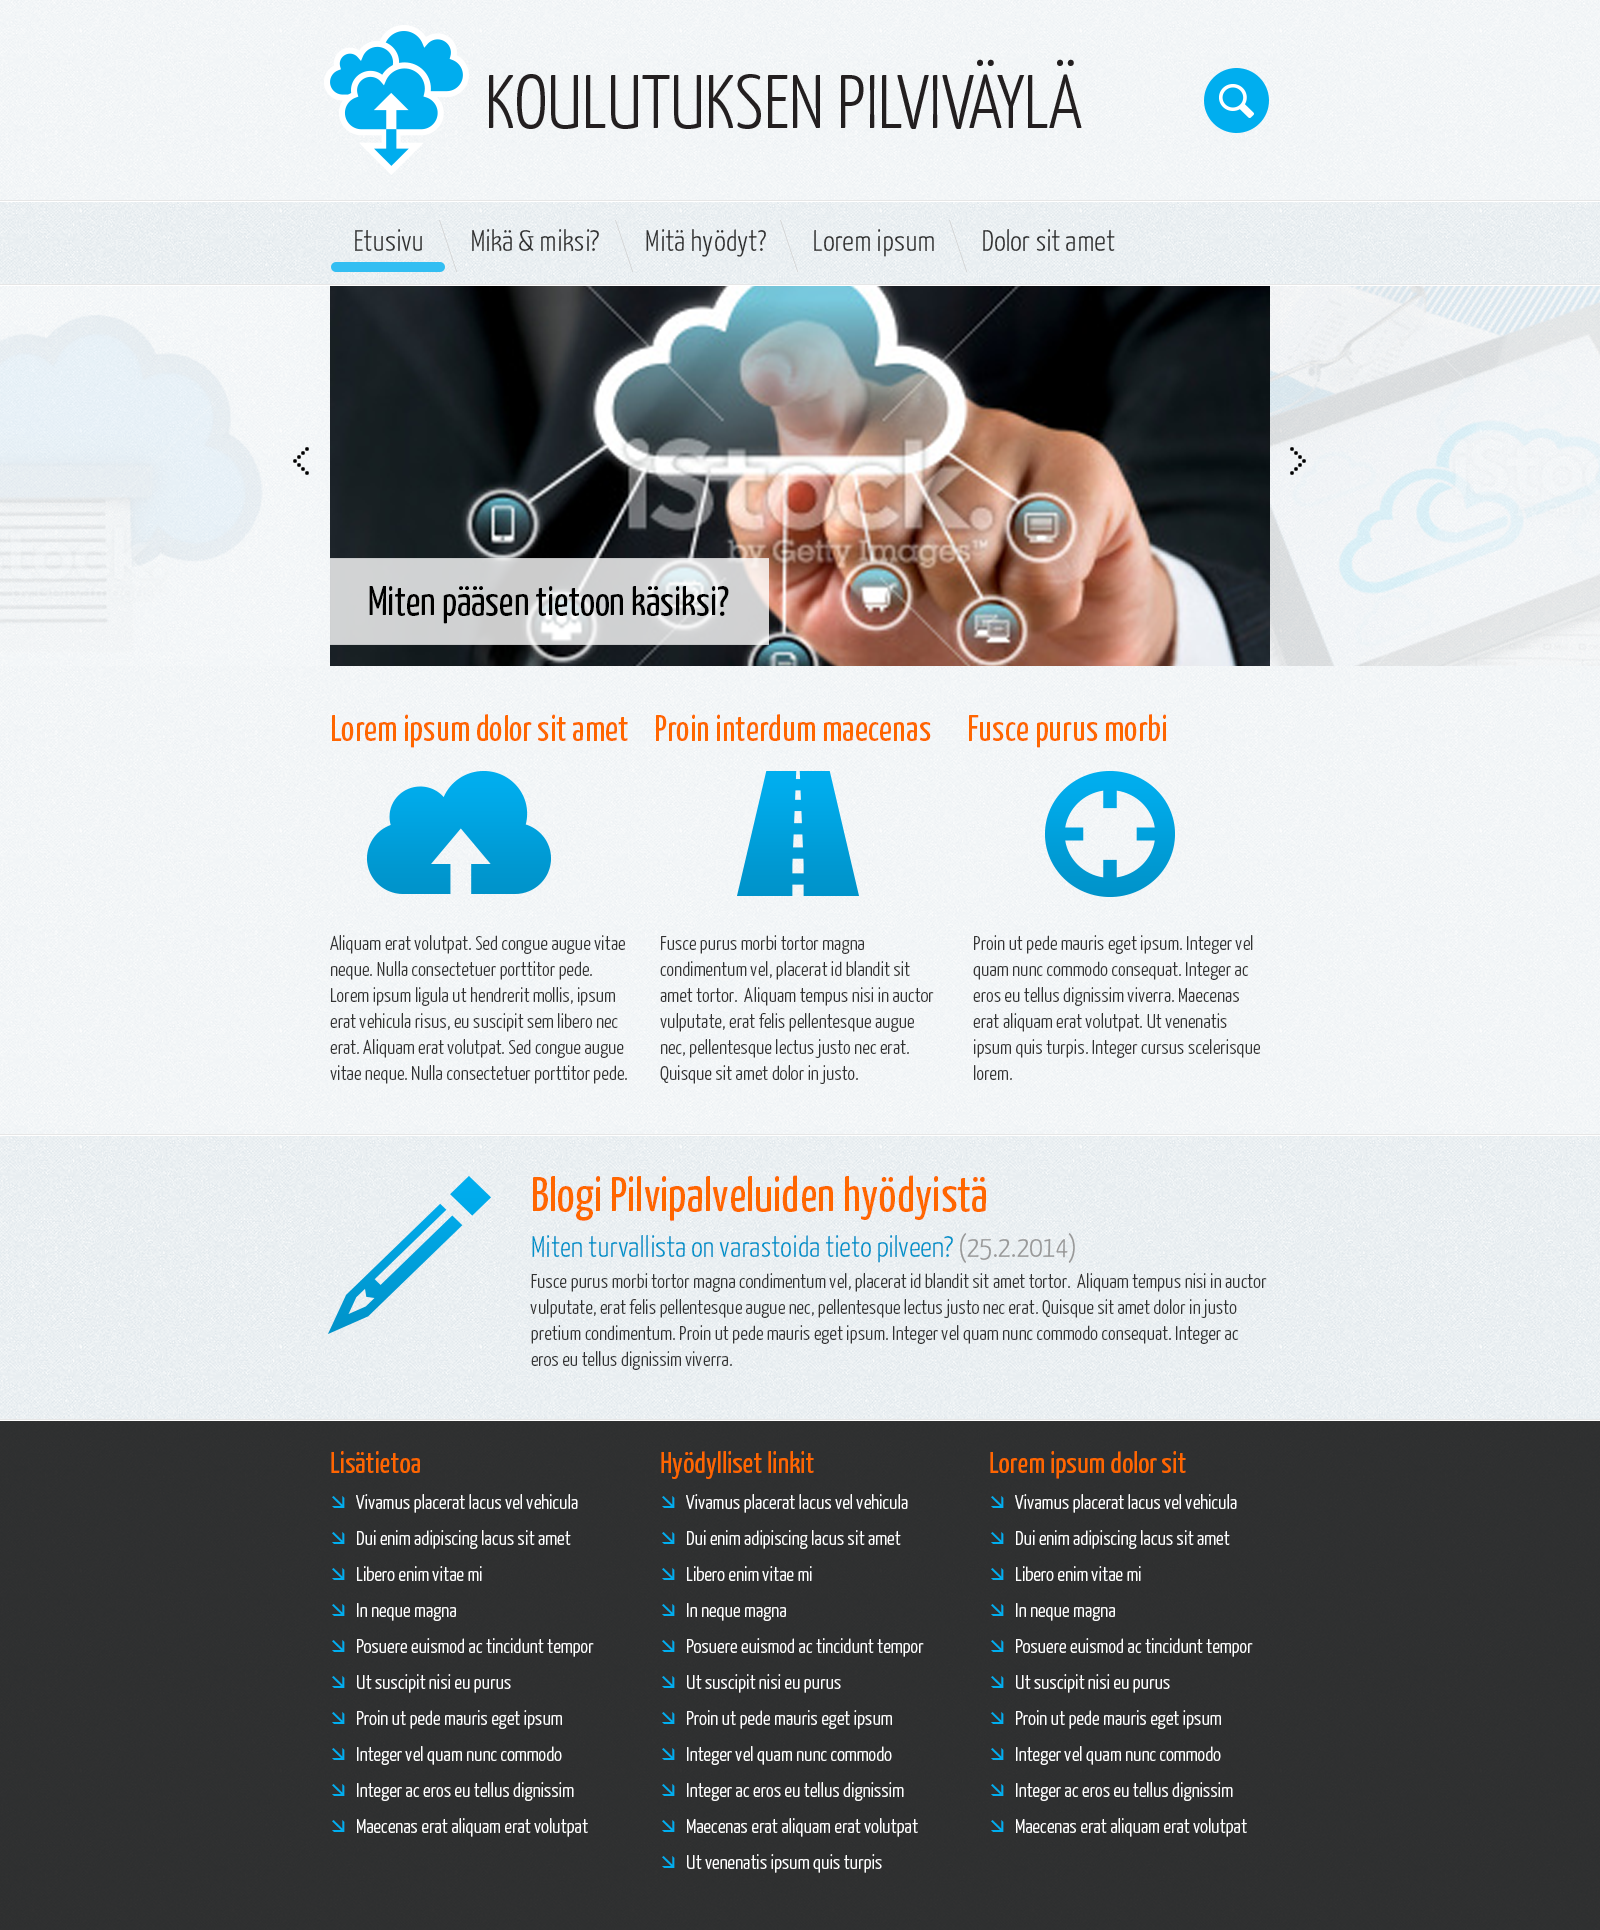 KOULUTUKSEN PILVIVÄYLÄ
Etusivu
Mikä & miksi?
Mitä hyödyt?
Lorem ipsum
Dolor sit amet
iStock.
by Getty Images™
Miten pääsen tietoon käsiksi?
Lorem ipsum dolor sit amet
Aliquam erat volutpat. Sed congue augue vitae
neque. Nulla consectetuer porttitor pede.
Lorem ipsum ligula ut hendrerit mollis, ipsum
erat vehicula risus, eu suscipit sem libero nec
erat. Aliquam erat volutpat. Sed congue augue
vitae neque. Nulla consectetuer porttitor pede.
Proin interdum maecenas
Fusce purus morbi tortor magna
condimentum vel, placerat id blandit sit
amet tortor. Aliquam tempus nisi in auctor
vulputate, erat felis pellentesque augue
nec, pellentesque lectus justo nec erat.
Quisque sit amet dolor in justo.
Fusce purus morbi
Proin ut pede mauris eget ipsum. Integer vel
quam nunc commodo consequat. Integer ac
eros eu tellus dignissim viverra. Maecenas
erat aliquam erat volutpat. Ut venenatis
ipsum quis turpis. Integer cursus scelerisque
lorem.
Blogi Pilvipalveluiden hyödyistä
Miten turvallista on varastoida tieto pilveen? (25.2.2014)
Fusce purus morbi tortor magna condimentum vel, placerat id blandit sit amet tortor. Aliquam tempus nisi in auctor
vulputate, erat felis pellentesque augue nec, pellentesque lectus justo nec erat. Quisque sit amet dolor in justo
pretium condimentum. Proin ut pede mauris eget ipsum. Integer vel quam nunc commodo consequat. Integer ac
eros eu tellus dignissim viverra.
Lisätietoa
Vivamus placerat lacus vel vehicula
Dui enim adipiscing lacus sit amet
Libero enim vitae mi
In neque magna
Posuere euismod ac tincidunt tempor
Ut suscipit nisi eu purus
Proin ut pede mauris eget ipsum
Integer vel quam nunc commodo
Integer ac eros eu tellus dignissim
Maecenas erat aliquam erat volutpat
Hyödylliset linkit
Vivamus placerat lacus vel vehicula
Dui enim adipiscing lacus sit amet
Libero enim vitae mi
In neque magna
Posuere euismod ac tincidunt tempor
Ut suscipit nisi eu purus
Proin ut pede mauris eget ipsum
Integer vel quam nunc commodo
Integer ac eros eu tellus dignissim
Maecenas erat aliquam erat volutpat
Ut venenatis ipsum quis turpis
Lorem ipsum dolor sit
Vivamus placerat lacus vel vehicula
Dui enim adipiscing lacus sit amet
Libero enim vitae mi
In neque magna
Posuere euismod ac tincidunt tempor
Ut suscipit nisi eu purus
Proin ut pede mauris eget ipsum
Integer vel quam nunc commodo
Integer ac eros eu tellus dignissim
Maecenas erat aliquam erat volutpat